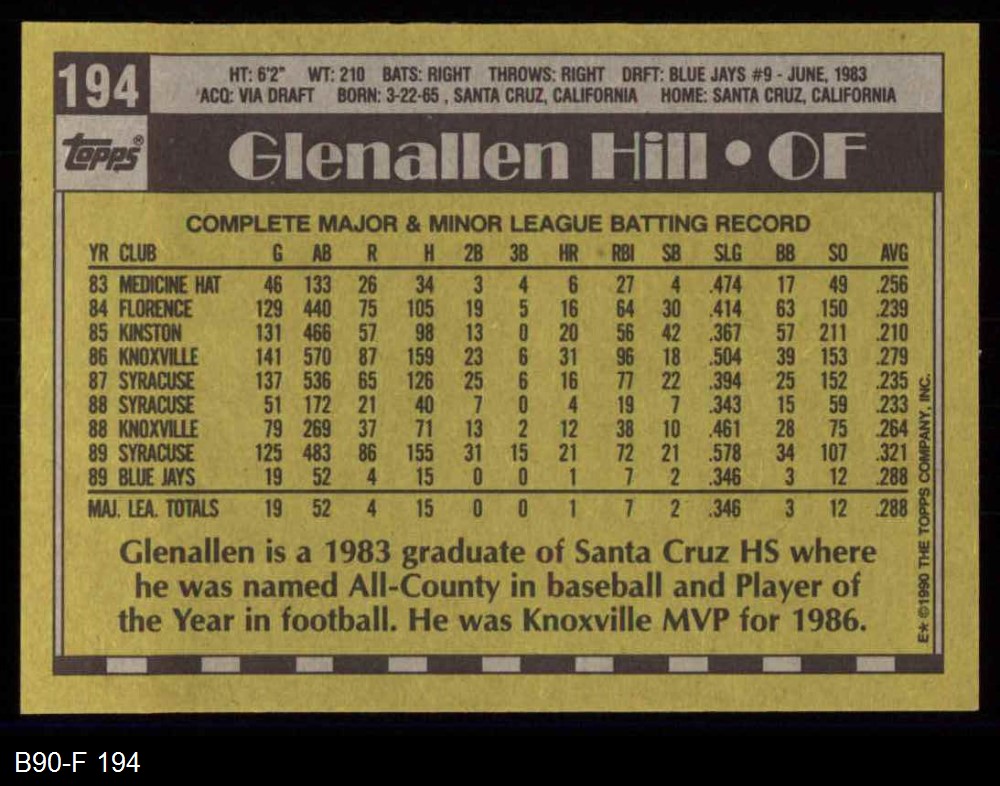 194
HT: 6'2" WT: 210 BATS: RIGHT THROWS: RIGHT DRFT: BLUE JAYS #9 - JUNE, 1983
ACQ: VIA DRAFT BORN: 3-22-65 , SANTA CRUZ, CALIFORNIA HOME: SANTA CRUZ, CALIFORNIA
Topps®
Glenallen Hill • OF
COMPLETE MAJOR & MINOR LEAGUE BATTING RECORD
YR CLUB G AB R H 2B 3B HR RBI SB SLG BB SO AVG
83 MEDICINE HAT 46 133 26 34 3 4 6 27 4 .474 17 49 .256
84 FLORENCE 129 440 75 105 19 5 16 64 30 .414 63 150 .239
85 KINSTON 131 466 57 98 13 0 20 56 42 .367 57 211 .210
86 KNOXVILLE 141 570 87 159 23 6 31 96 18 .504 39 153 .279
87 SYRACUSE 137 536 65 126 25 6 16 77 22 .394 25 152 .235
88 SYRACUSE 51 172 21 40 7 0 4 19 7 .343 15 59 .233
88 KNOXVILLE 79 269 37 71 13 2 12 38 10 .461 28 75 .264
89 SYRACUSE 125 483 86 155 31 15 21 72 21 .578 34 107 .321
89 BLUE JAYS 19 52 4 15 0 0 1 7 2 .346 3 12 .288
MAJ. LEA. TOTALS 19 52 4 15 0 0 1 7 2 .346 3 12 .288
Glenallen is a 1983 graduate of Santa Cruz HS where
he was named All-County in baseball and Player of
the Year in football. He was Knoxville MVP for 1986.
E* ©1990 THE TOPPS COMPANY, INC.
B90-F 194